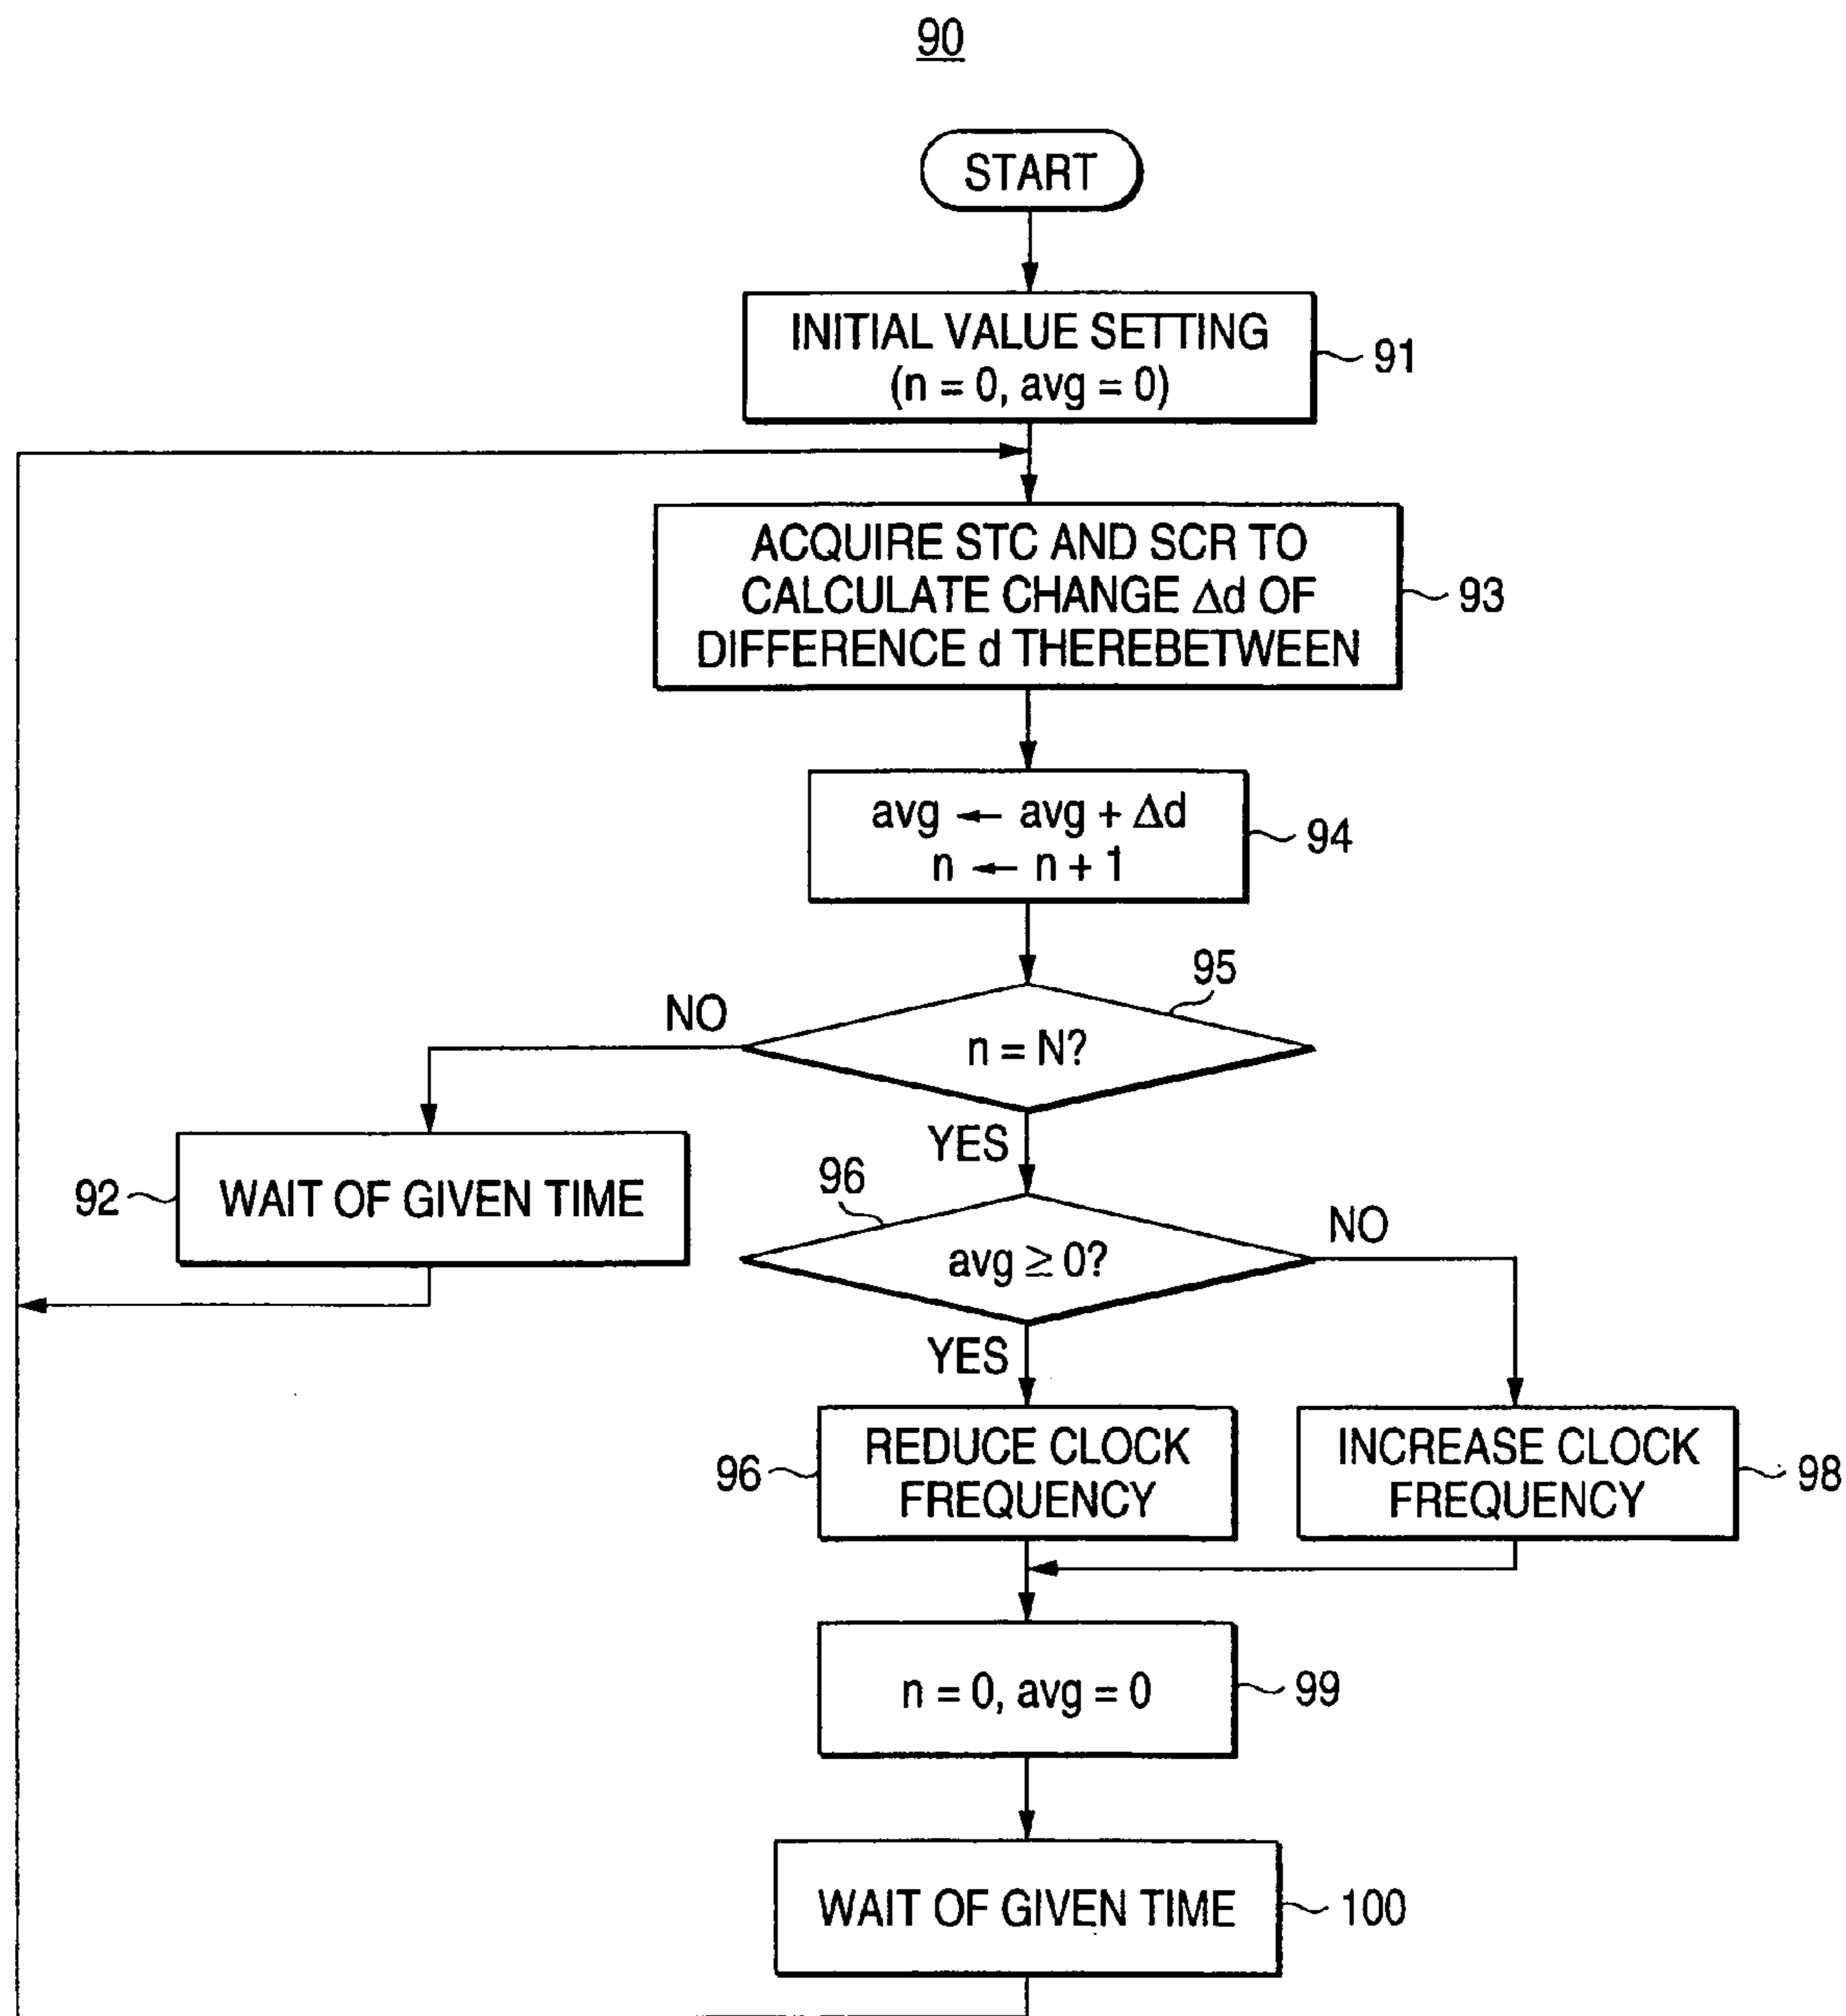 90
START
INITIAL VALUE SETTING
(n = 0, avg = 0)
91
ACQUIRE STC AND SCR TO
CALCULATE CHANGE Δd OF
DIFFERENCE d THEREBETWEEN
93
avg ← avg + Δd
n ← n + 1
94
95
NO
n = N?
YES
92
WAIT OF GIVEN TIME
96
NO
avg ≥ 0?
YES
96
REDUCE CLOCK
FREQUENCY
INCREASE CLOCK
FREQUENCY
98
n = 0, avg = 0
99
WAIT OF GIVEN TIME
100